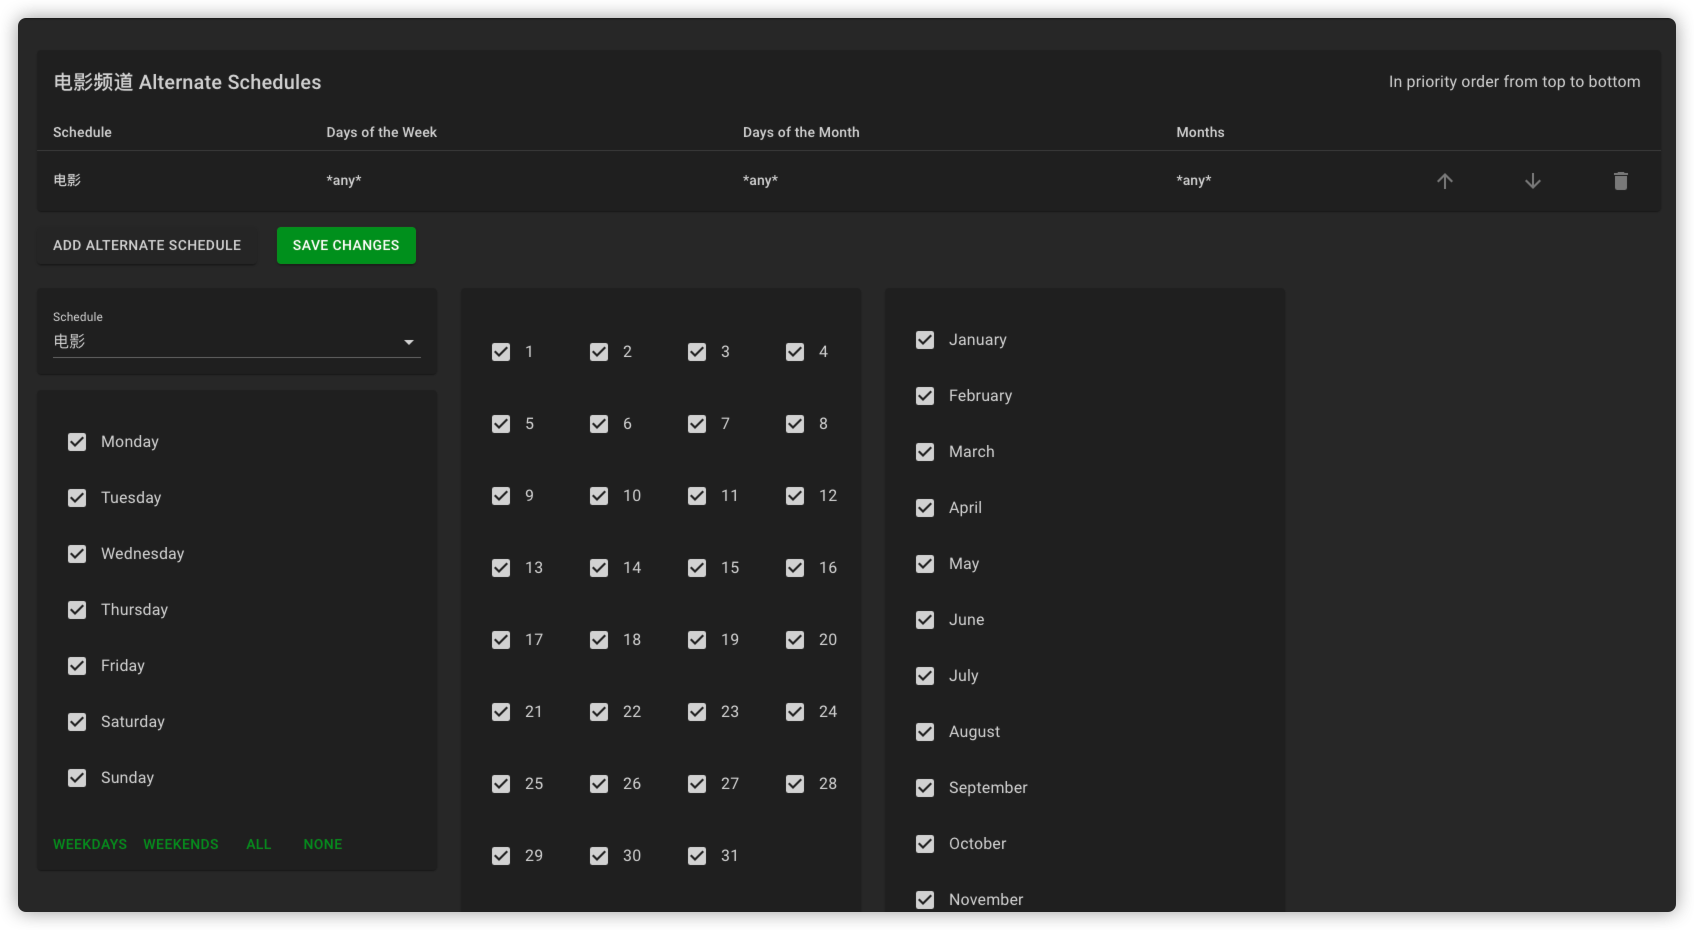 电影频道 Alternate Schedules
In priority order from top to bottom
Schedule Days of the Week Days of the Month Months
电影 *any* *any* *any*
ADD ALTERNATE SCHEDULE SAVE CHANGES
Schedule
电影
Monday
Tuesday
Wednesday
Thursday
Friday
Saturday
Sunday
WEEKDAYS WEEKENDS ALL NONE
1 2 3 4
5 6 7 8
9 10 11 12
13 14 15 16
17 18 19 20
21 22 23 24
25 26 27 28
29 30 31
January
February
March
April
May
June
July
August
September
October
November